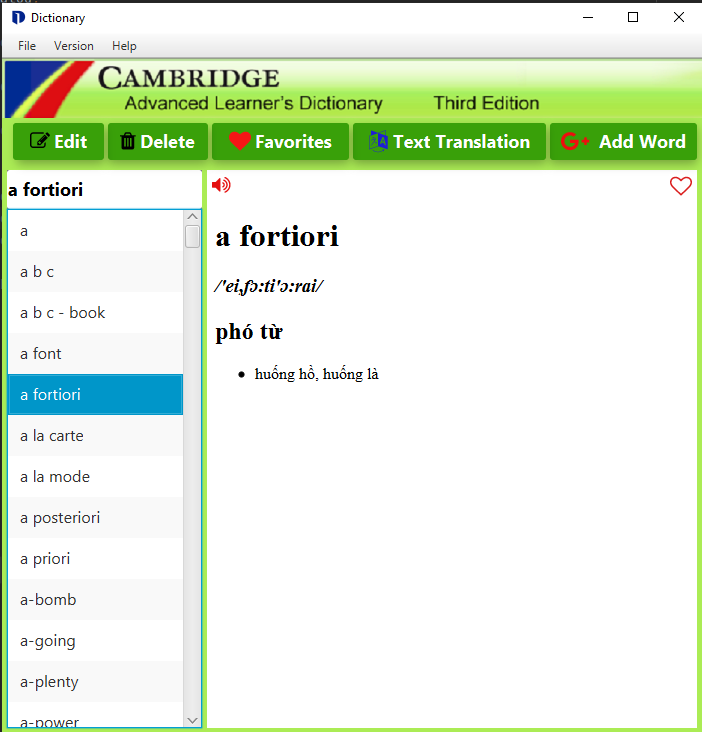 Dictionary
File Version Help
CAMBRIDGE
Advanced Learner's Dictionary Third Edition
Edit Delete Favorites Text Translation G+ Add Word
a fortiori
a
a b c
a b c - book
a font
a fortiori
a la carte
a la mode
a posteriori
a priori
a-bomb
a-going
a-plenty
a-power
a fortiori
/'ei,fɔ:ti'ɔ:rai/
phó từ
huống hồ, huống là